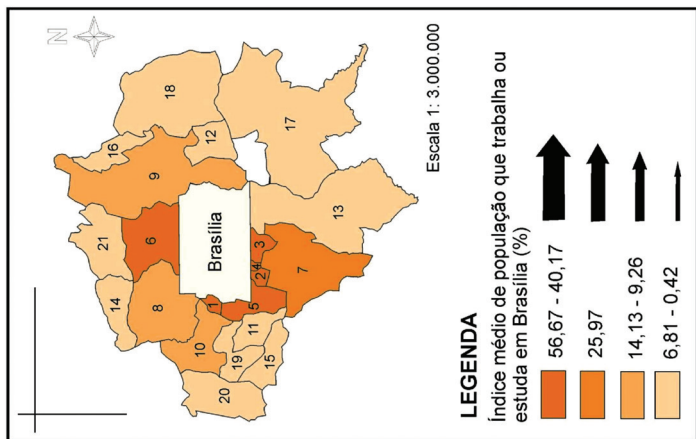 N
14
21
16
18
8
6
9
12
Brasília
10
1
20
19
11
5
2
4
3
15
7
13
17
Escala 1: 3.000.000
LEGENDA
Índice médio de população que trabalha ou
estuda em Brasília (%)
56,67 - 40,17
25,97
14,13 - 9,26
6,81 - 0,42